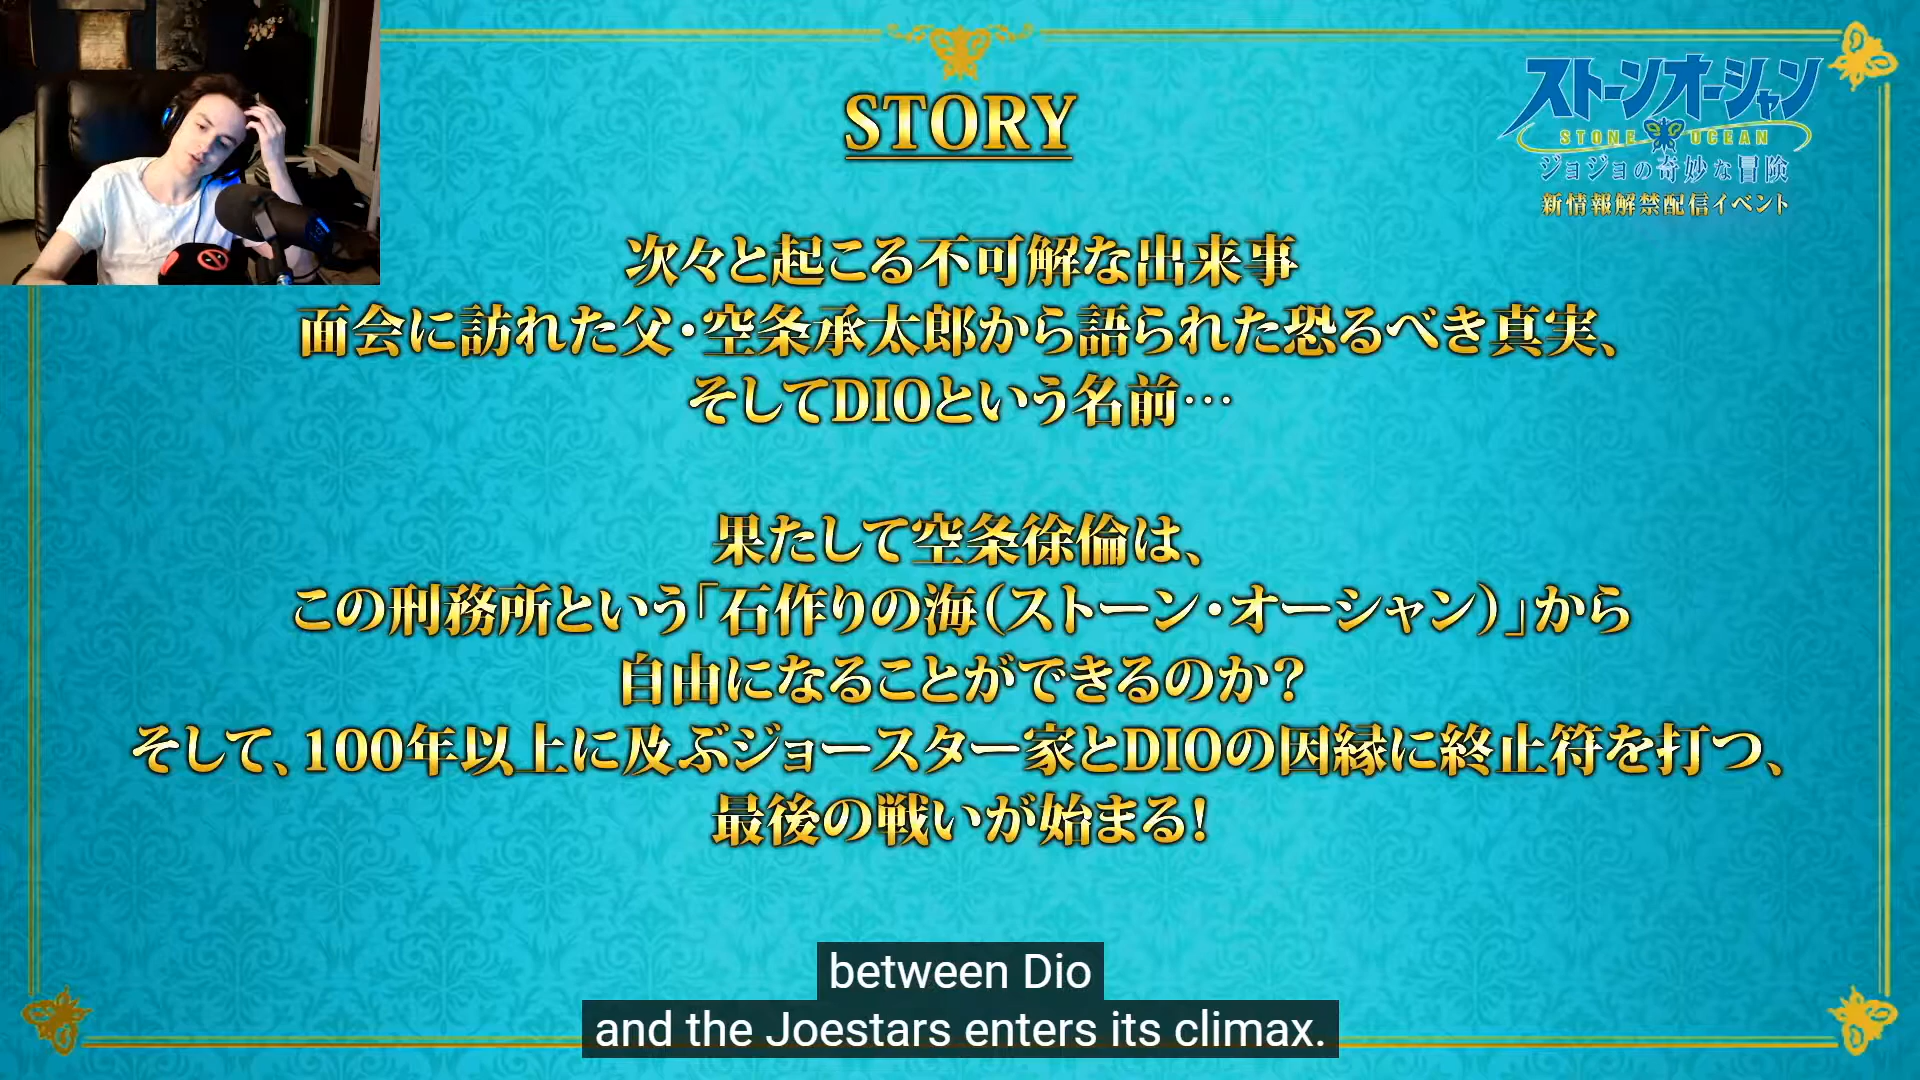 STORY
ストーンオーシャン
STONE OCEAN
ジョジョの奇妙な冒険
新情報解禁配信イベント
次々と起こる不可解な出来事
面会に訪れた父・空条承太郎から語られた恐るべき真実、
そしてDIOという名前…
果たして空条徐倫は、
この刑務所という「石作りの海(ストーン・オーシャン)」から
自由になることができるのか?
そして、100年以上に及ぶジョースター家とDIOの因縁に終止符を打つ、
最後の戦いが始まる!
between Dio
and the Joestars enters its climax.